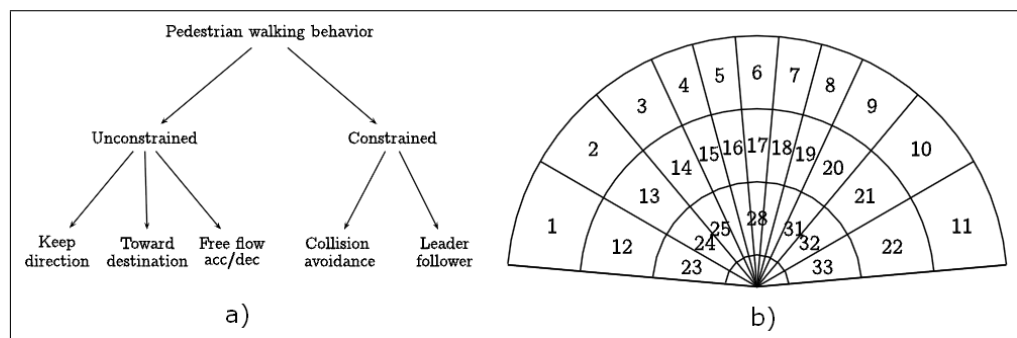 Pedestrian walking behavior
Unconstrained
Constrained
Keep
direction
Toward
destination
Free flow
acc/dec
Collision
avoidance
Leader
follower
a)
1
2
3
4
5
6
7
8
9
10
11
12
13
14
15
16
17
18
19
20
21
22
23
24
25
28
31
32
33
b)